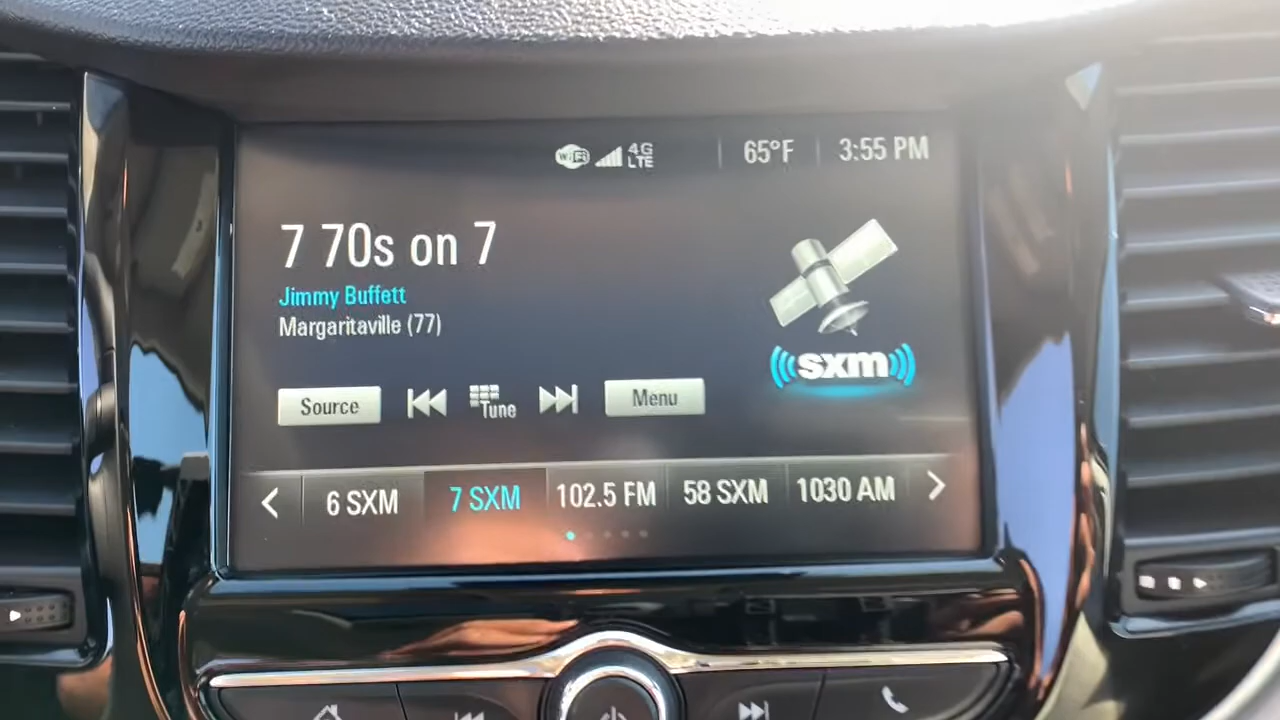 WiFi 4G LTE 65°F 3:55 PM
7 70s on 7
Jimmy Buffett
Margaritaville (77)
sxm
Source Tune Menu
6 SXM 7 SXM 102.5 FM 58 SXM 1030 AM